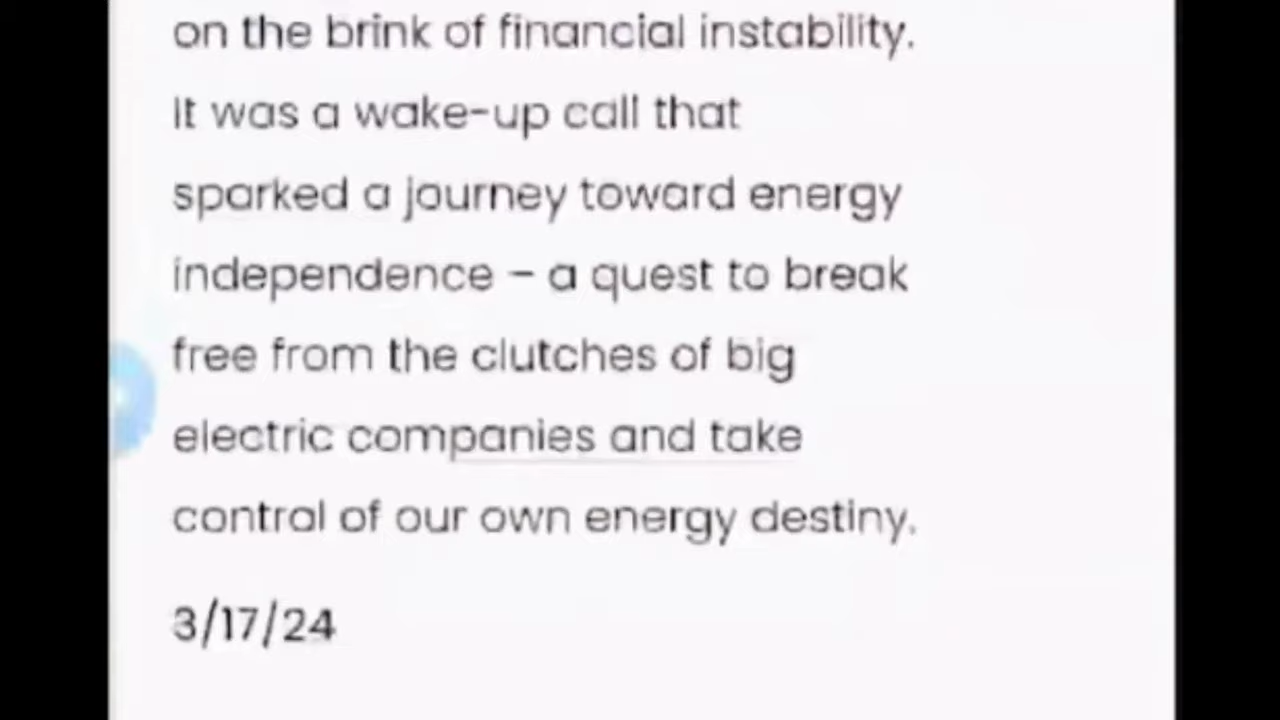 on the brink of financial instability.
It was a wake-up call that
sparked a journey toward energy
independence – a quest to break
free from the clutches of big
electric companies and take
control of our own energy destiny.
3/17/24